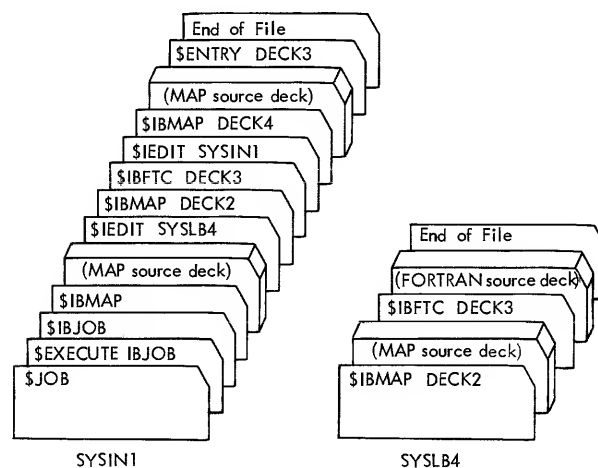 End of File
$ENTRY DECK3
(MAP source deck)
$IBMAP DECK4
$IEDIT SYSIN1
$IBFTC DECK3
$IBMAP DECK2
$IEDIT SYSLB4
(MAP source deck)
$IBMAP
$IBJOB
$EXECUTE IBJOB
$JOB
SYSIN1
End of File
(FORTRAN source deck)
$IBFTC DECK3
(MAP source deck)
$IBMAP DECK2
SYSLB4